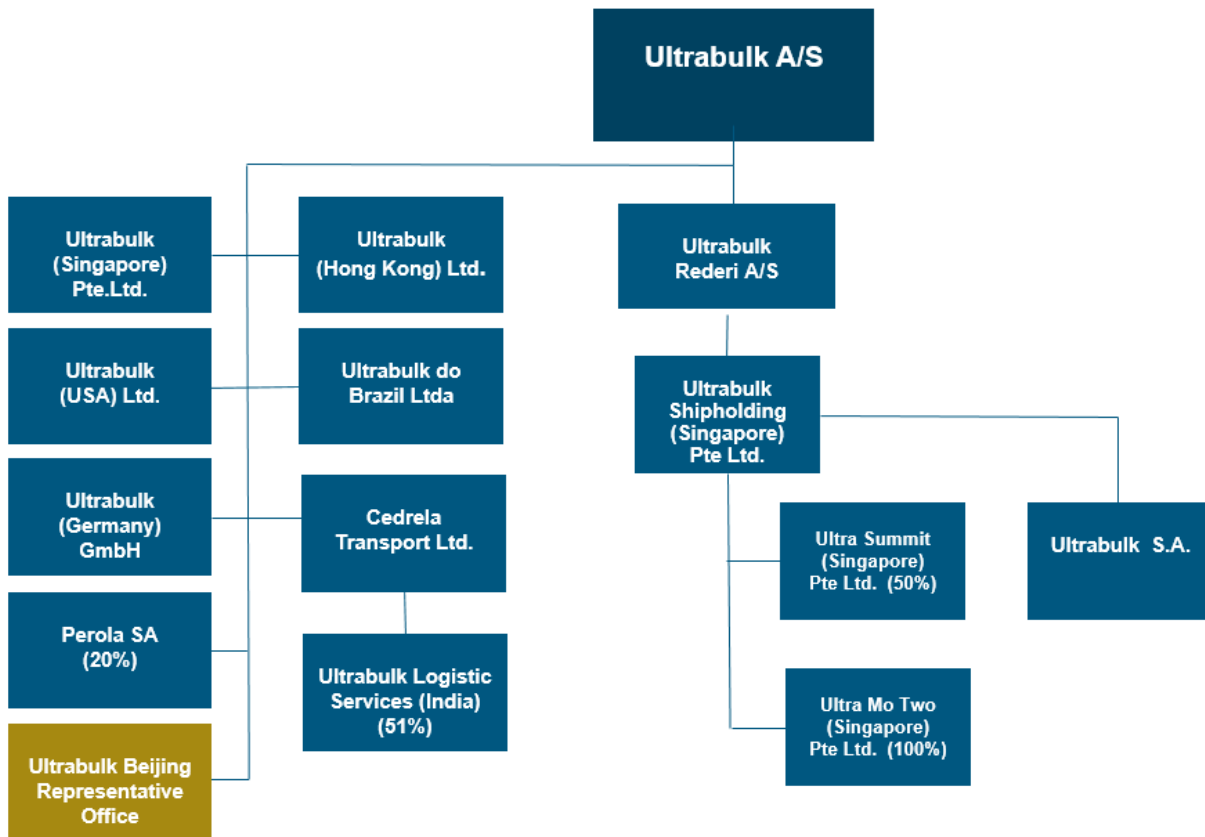 Ultrabulk A/S
Ultrabulk
(Singapore)
Pte.Ltd.
Ultrabulk
(Hong Kong) Ltd.
Ultrabulk
Rederi A/S
Ultrabulk
(USA) Ltd.
Ultrabulk do
Brazil Ltda
Ultrabulk
Shipholding
(Singapore)
Pte Ltd.
Ultrabulk
(Germany)
GmbH
Cedrela
Transport Ltd.
Ultra Summit
(Singapore)
Pte Ltd. (50%)
Ultrabulk S.A.
Perola SA
(20%)
Ultrabulk Logistic
Services (India)
(51%)
Ultra Mo Two
(Singapore)
Pte Ltd. (100%)
Ultrabulk Beijing
Representative
Office